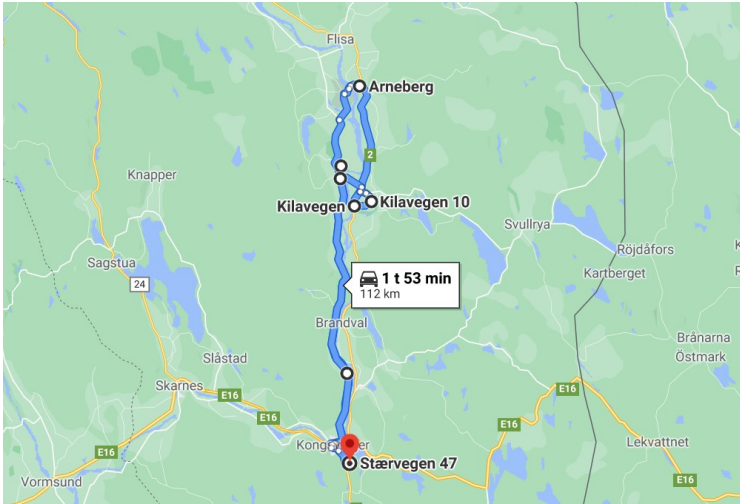 Flisa
Arneberg
2
Knapper
Kilavegen
Kilavegen 10
Svullrya
Röjdåfors
Kartberget
Sagstua
24
1 t 53 min
112 km
Brandval
Brånarna
Östmark
Slåstad
Skarnes
E16
E16
E16
E16
E16
E16
Stærvegen 47
Lekvattnet
Vormsund